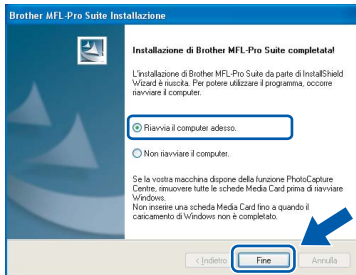 Brother MFL-Pro Suite Installazione
Installazione di Brother MFL-Pro Suite completata!
L'installazione di Brother MFL-Pro Suite da parte di InstallShield
Wizard è riuscita. Per potere utilizzare il programma, occorre
riavviare il computer.
Riavvia il computer adesso.
Non riavviare il computer.
Se la vostra macchina dispone della funzione PhotoCapture
Centre, rimuovere tutte le schede Media Card prima di riavviare
Windows.
Non inserire una scheda Media Card fino a quando il
caricamento di Windows non è completato.
< Indietro Fine Annulla